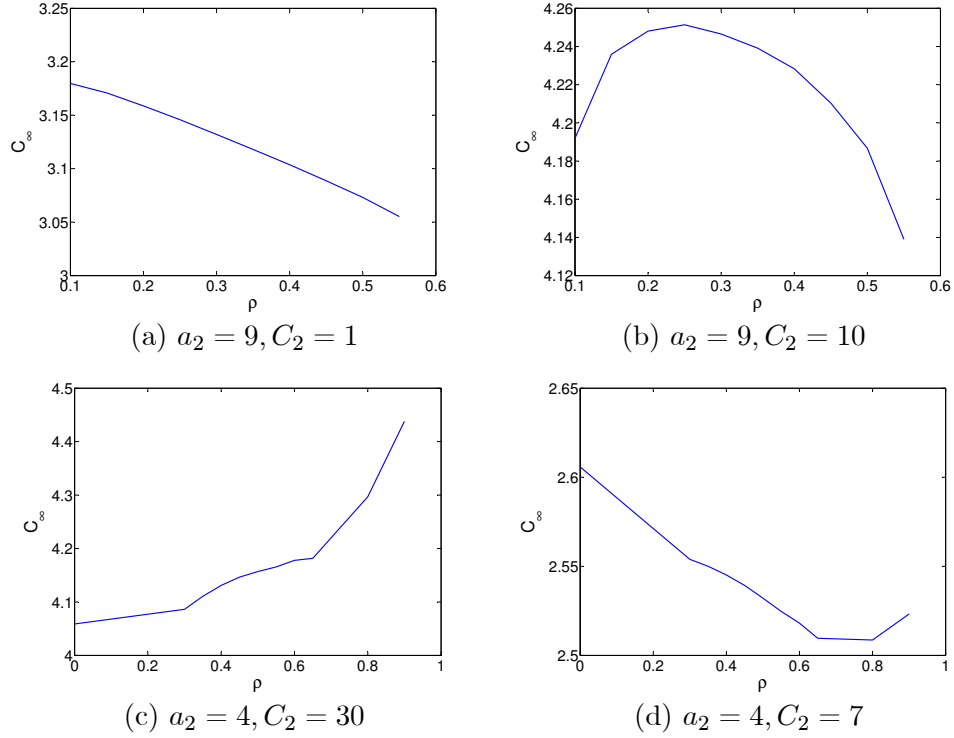 3.25
3.2
3.15
3.1
3.05
3
0.1 0.2 0.3 0.4 0.5 0.6
C∞
ρ
(a) a₂ = 9, C₂ = 1
4.26
4.24
4.22
4.2
4.18
4.16
4.14
4.12
0.1 0.2 0.3 0.4 0.5 0.6
C∞
ρ
(b) a₂ = 9, C₂ = 10
4.5
4.4
4.3
4.2
4.1
4
0 0.2 0.4 0.6 0.8 1
C∞
ρ
(c) a₂ = 4, C₂ = 30
2.65
2.6
2.55
2.5
0 0.2 0.4 0.6 0.8 1
C∞
ρ
(d) a₂ = 4, C₂ = 7